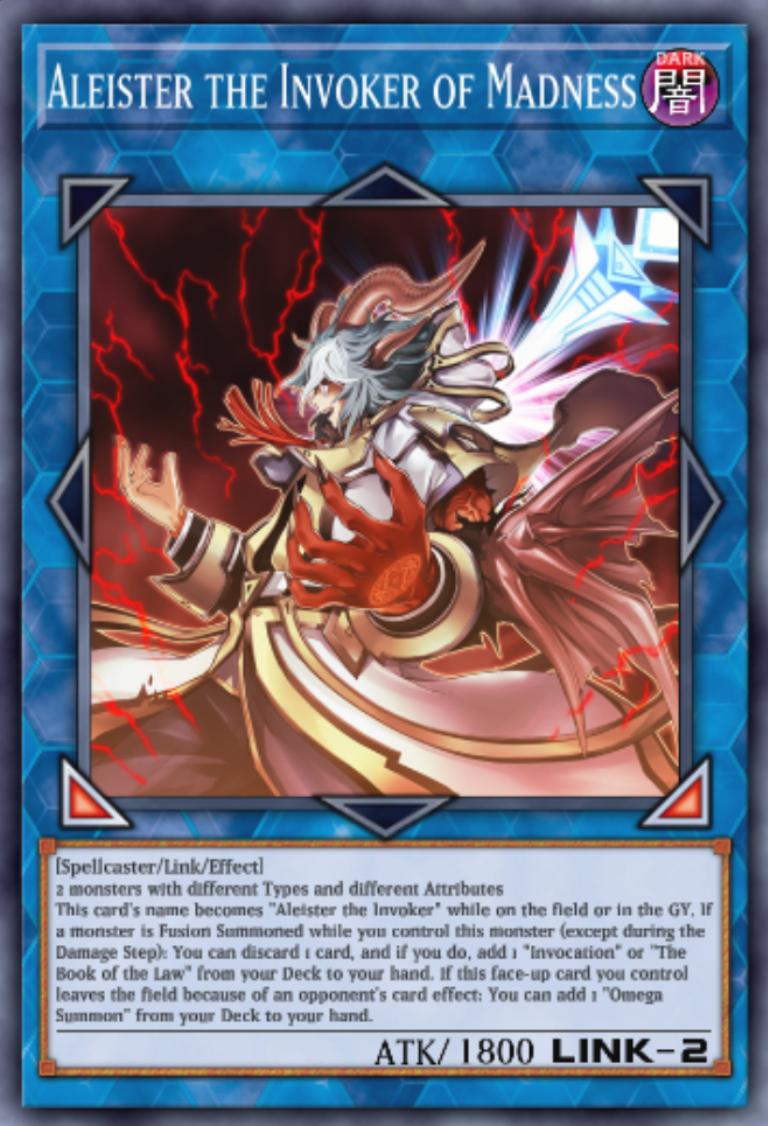 ALEISTER THE INVOKER OF MADNESS
DARK
闇
[Spellcaster/Link/Effect]
2 monsters with different Types and different Attributes
This card's name becomes "Aleister the Invoker" while on the field or in the GY. If
a monster is Fusion Summoned while you control this monster (except during the
Damage Step): You can discard 1 card, and if you do, add 1 "Invocation" or "The
Book of the Law" from your Deck to your hand. If this face-up card you control
leaves the field because of an opponent's card effect: You can add 1 "Omega
Summon" from your Deck to your hand.
ATK/ 1800 LINK-2